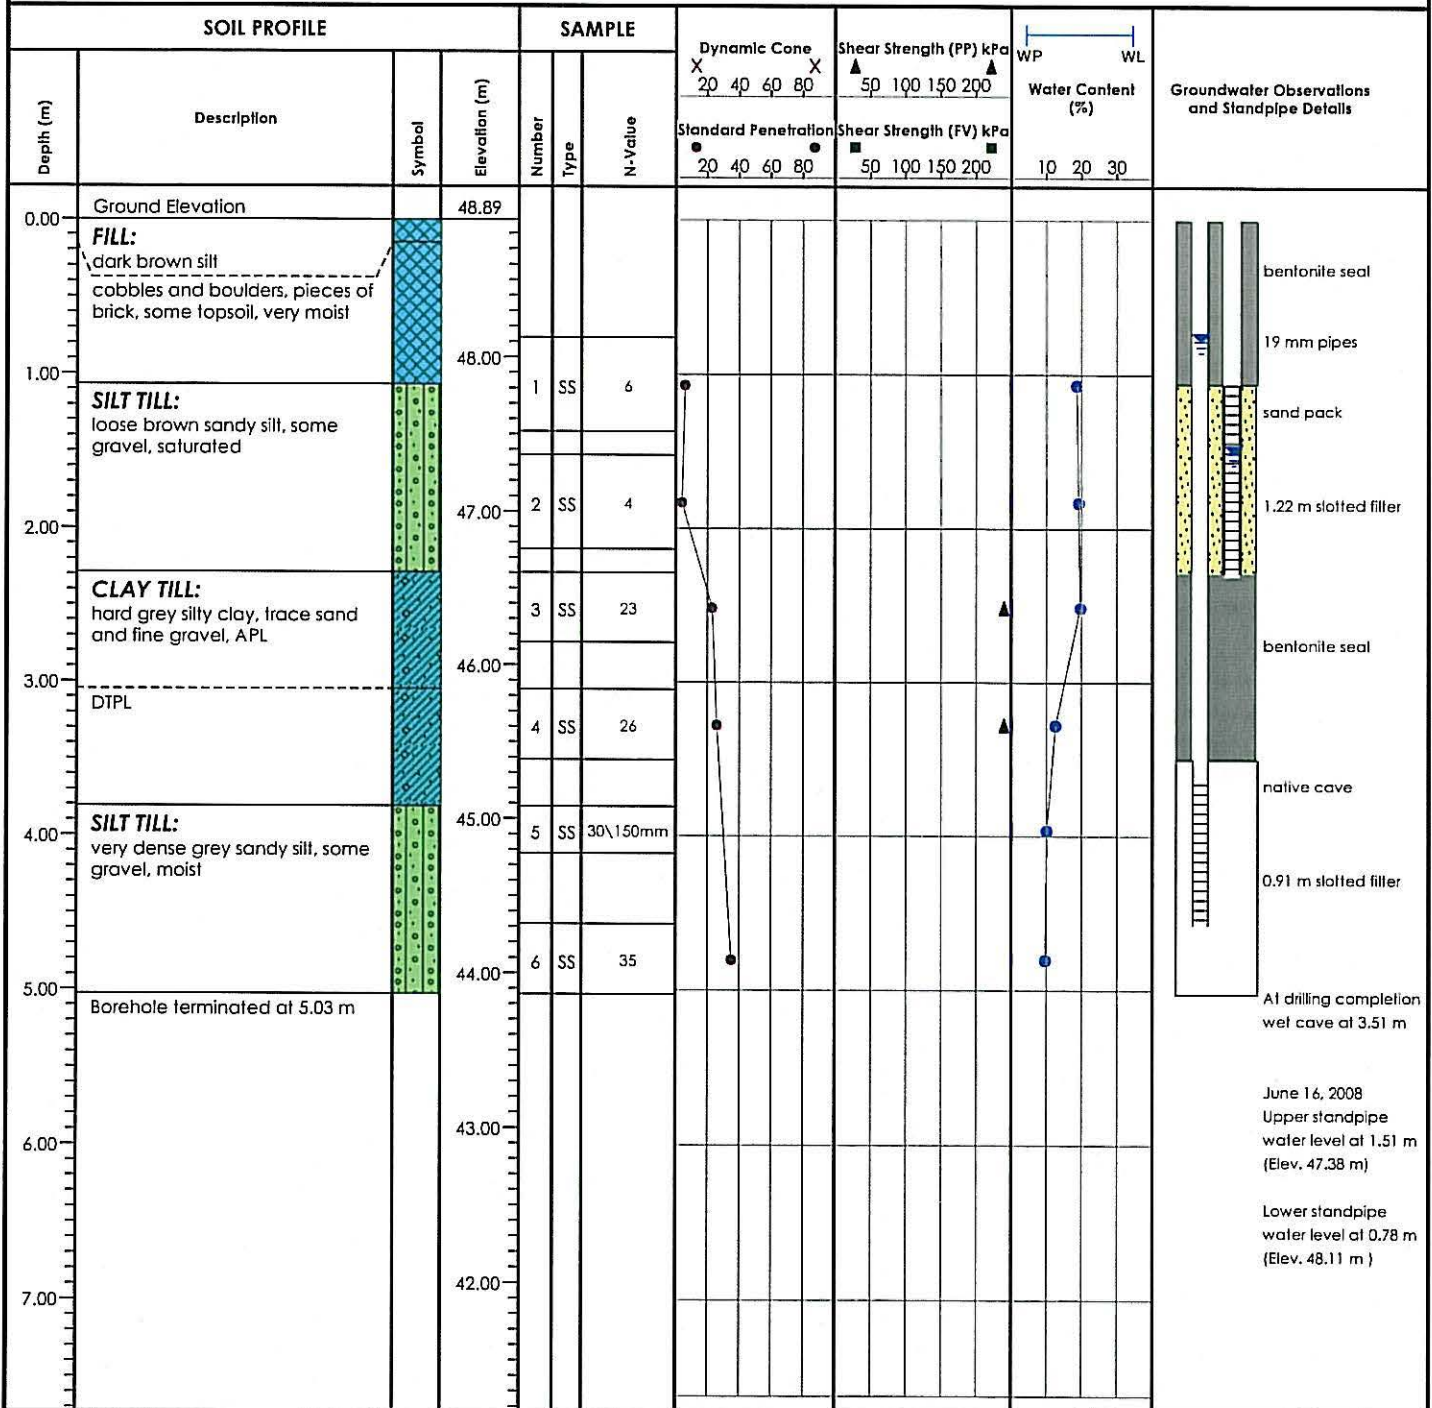 SOIL PROFILE
SAMPLE
Depth (m)
Description
Symbol
Elevation (m)
Number
Type
N-Value
Dynamic Cone
X X
20 40 60 80
Standard Penetration
20 40 60 80
Shear Strength (PP) kPa
50 100 150 200
Shear Strength (FV) kPa
50 100 150 200
WP WL
Water Content
(%)
10 20 30
Groundwater Observations
and Standpipe Details
Ground Elevation
48.89
0.00
FILL:
dark brown silt
cobbles and boulders, pieces of
brick, some topsoil, very moist
bentonite seal
19 mm pipes
48.00
1.00
1 SS 6
SILT TILL:
loose brown sandy silt, some
gravel, saturated
sand pack
2 SS 4
47.00
2.00
1.22 m slotted filler
CLAY TILL:
hard grey silty clay, trace sand
and fine gravel, APL
3 SS 23
bentonite seal
46.00
3.00
DTPL
4 SS 26
native cave
45.00
4.00
SILT TILL:
very dense grey sandy silt, some
gravel, moist
5 SS 30\150mm
0.91 m slotted filler
6 SS 35
44.00
5.00
Borehole terminated at 5.03 m
At drilling completion
wet cave at 3.51 m
June 16, 2008
Upper standpipe
water level at 1.51 m
(Elev. 47.38 m)
43.00
6.00
Lower standpipe
water level at 0.78 m
(Elev. 48.11 m )
42.00
7.00